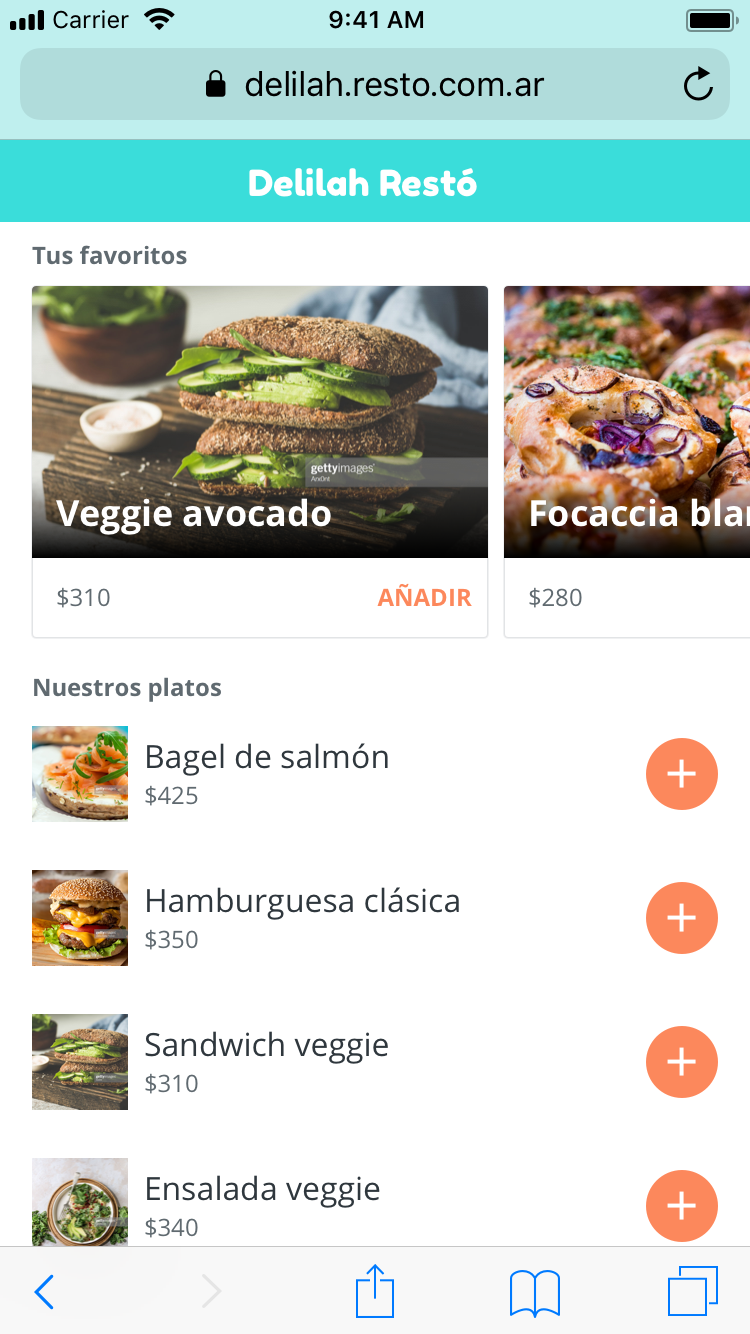 Carrier
9:41 AM
delilah.resto.com.ar
Delilah Restó
Tus favoritos
gettyimages
Veggie avocado
Focaccia bla
$310
AÑADIR
$280
Nuestros platos
Bagel de salmón
$425
Hamburguesa clásica
$350
Sandwich veggie
$310
Ensalada veggie
$340